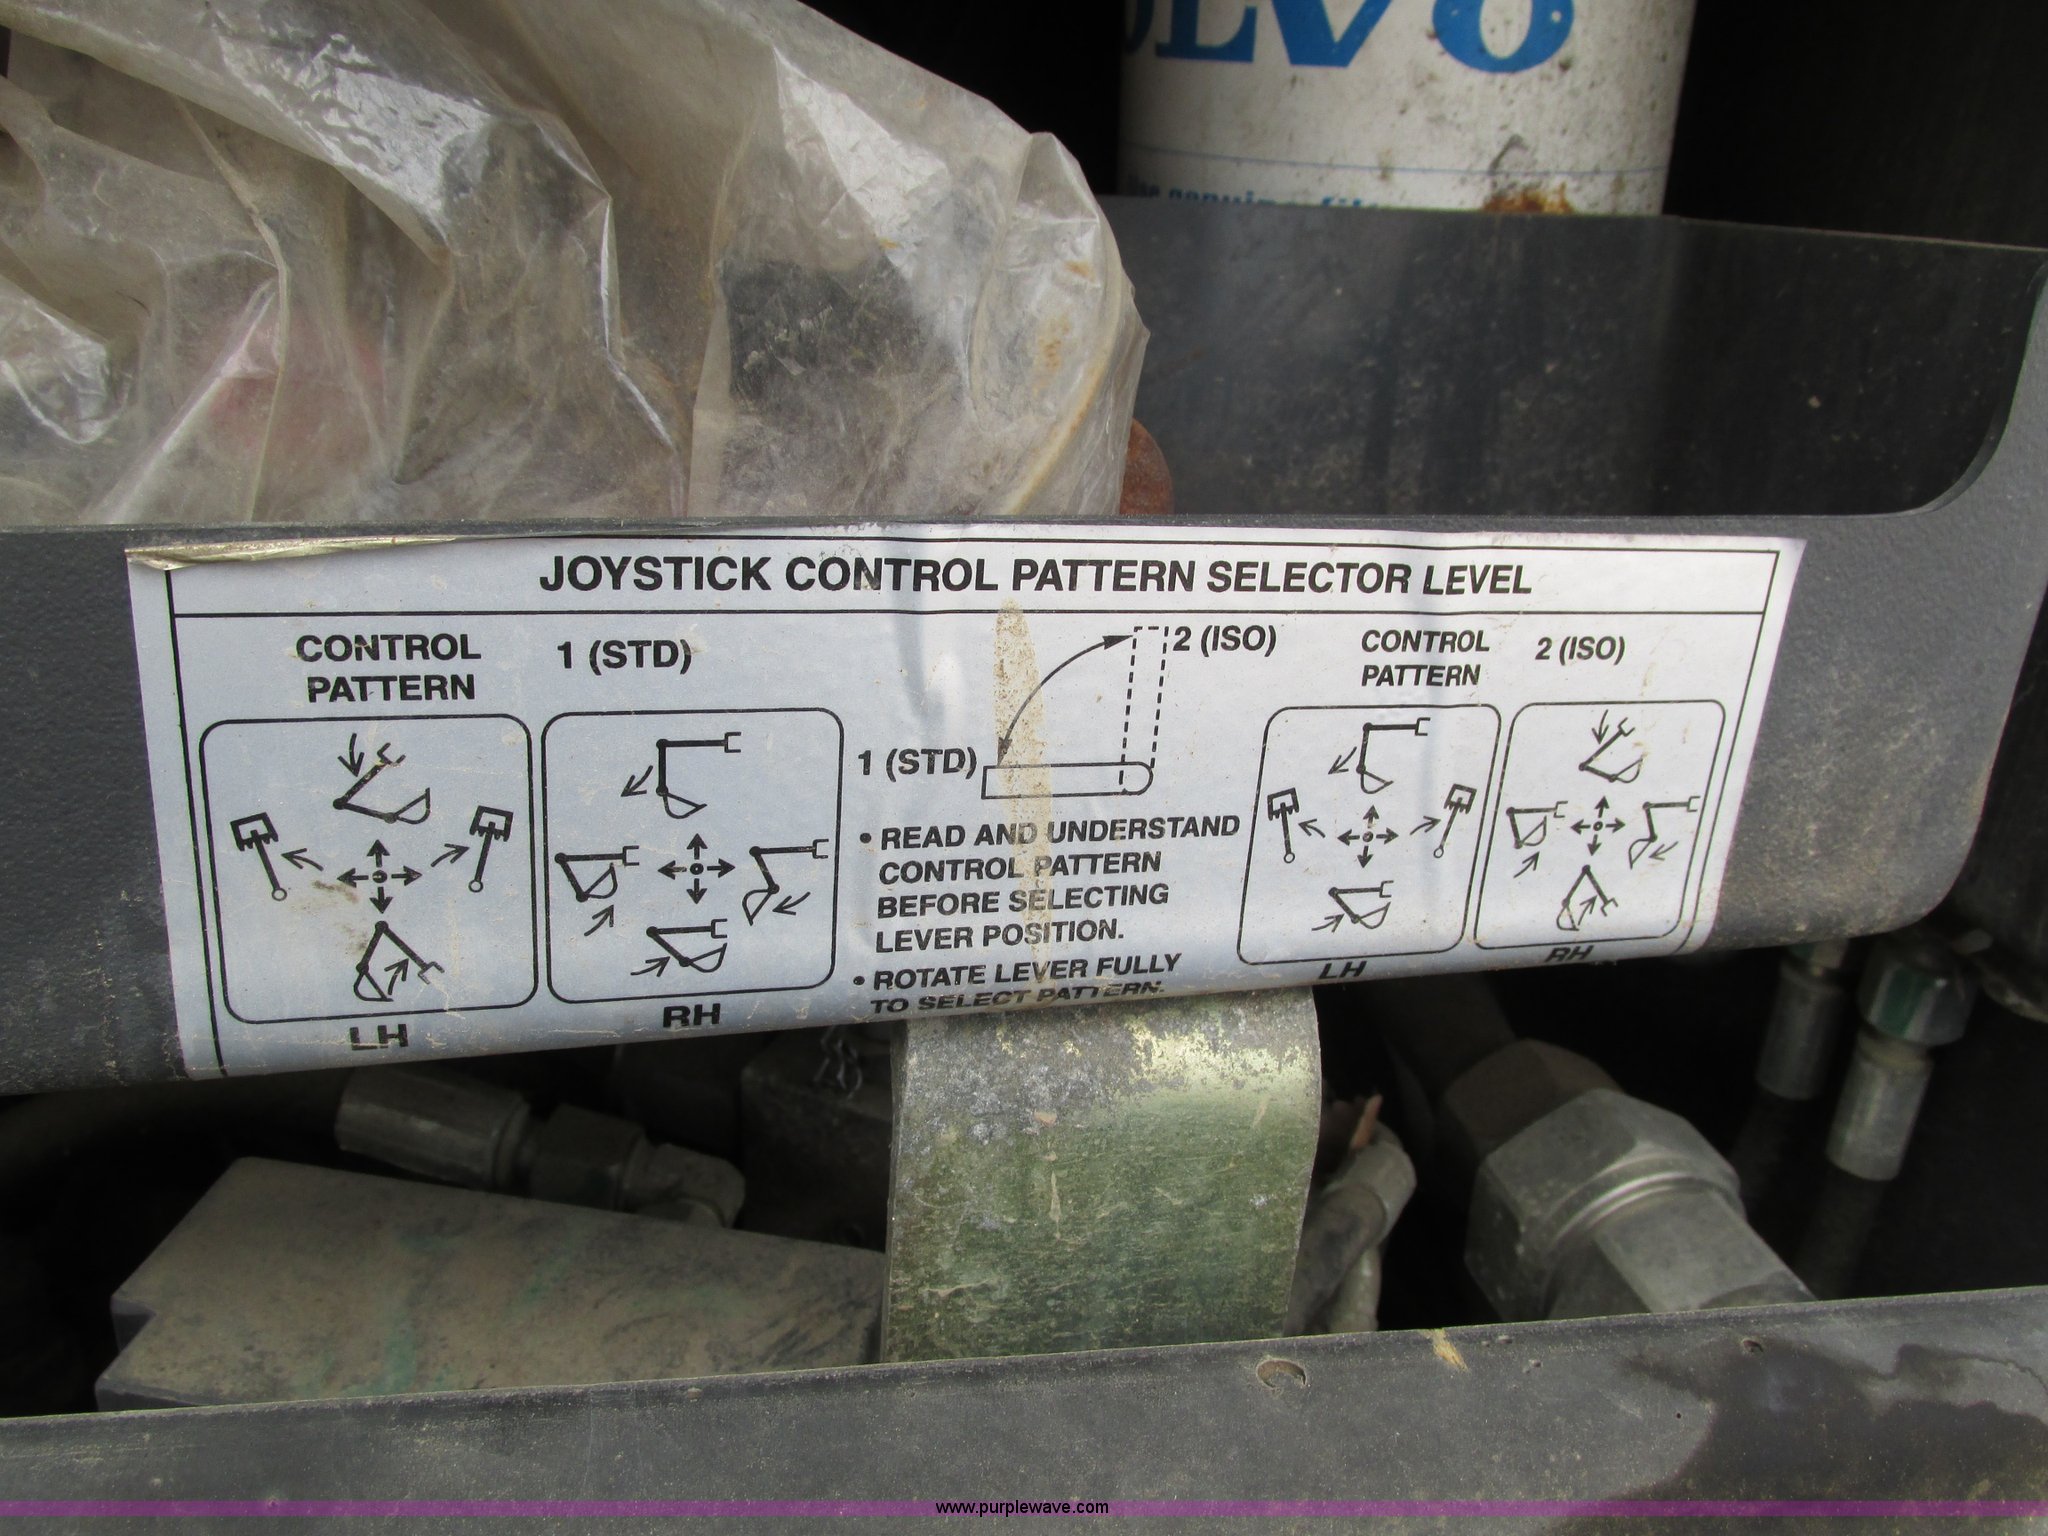 OLVO
genuine
JOYSTICK CONTROL PATTERN SELECTOR LEVEL
CONTROL
PATTERN
1 (STD)
2 (ISO)
1 (STD)
CONTROL
PATTERN
2 (ISO)
• READ AND UNDERSTAND
CONTROL PATTERN
BEFORE SELECTING
LEVER POSITION.
• ROTATE LEVER FULLY
TO SELECT PATTERN.
LH
RH
LH
RH
www.purplewave.com